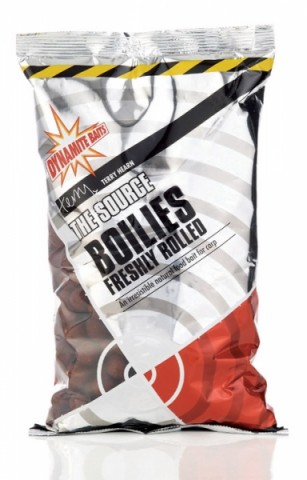 DYNAMITE BAITS
TERRY HEARN
THE SOURCE
BOILIES
FRESHLY ROLLED
An irresistible natural food bait for carp